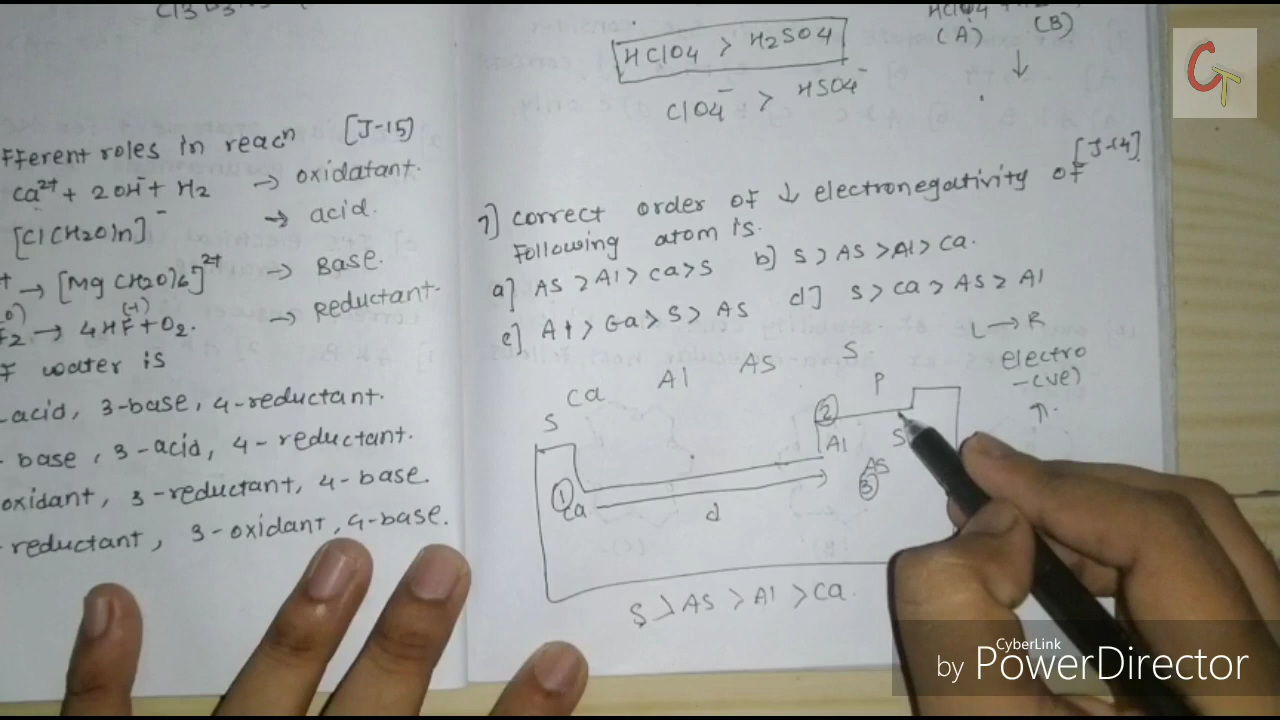 HClO4 > H2SO4
ClO4⁻ > HSO4⁻
(A) (B)
↓
CT
fferent roles in reacⁿ [J-15]
Ca²⁺ + 2OH⁻ + H2 → oxidatant.
[Cl(H2O)n]⁻ → acid.
→ [Mg(H2O)6]²⁺ → Base.
(-1)
F2 → 4HF + O2. → Reductant.
f water is
acid, 3-base, 4-reductant.
base, 3-acid, 4-reductant.
oxidant, 3-reductant, 4-base.
reductant, 3-oxidant, 4-base.
[J-14]
7] correct order of ↓ electronegativity of
following atom is.
a] AS > Al > Ca > S b] S > AS > Al > Ca.
c] Al > Ga > S > AS d] S > Ca > AS > Al
L → R
electro
-(ve)
↑.
Ca Al AS S
S P
② Al S
① Ca d AS
③
S > AS > Al > Ca.
CyberLink
by PowerDirector